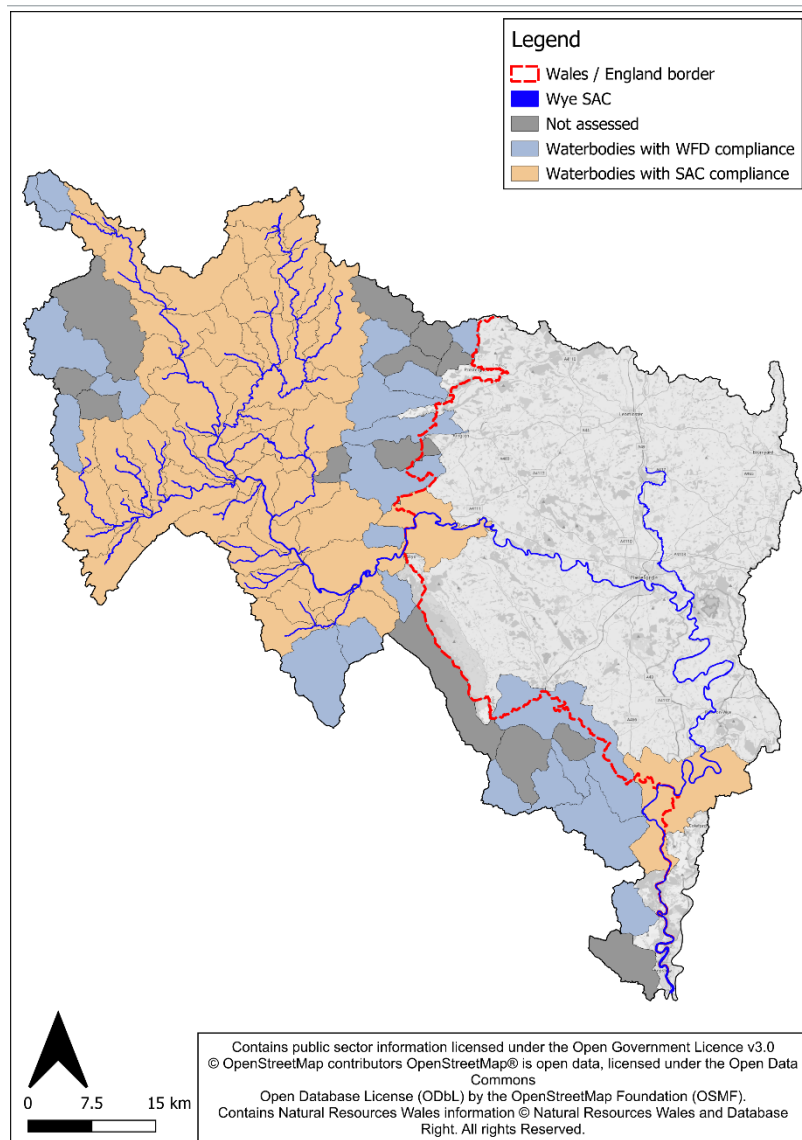 Legend
Wales / England border
Wye SAC
Not assessed
Waterbodies with WFD compliance
Waterbodies with SAC compliance
Hereford
0 7.5 15 km
Contains public sector information licensed under the Open Government Licence v3.0
© OpenStreetMap contributors OpenStreetMap® is open data, licensed under the Open Data
Commons
Open Database License (ODbL) by the OpenStreetMap Foundation (OSMF).
Contains Natural Resources Wales information © Natural Resources Wales and Database
Right. All rights Reserved.